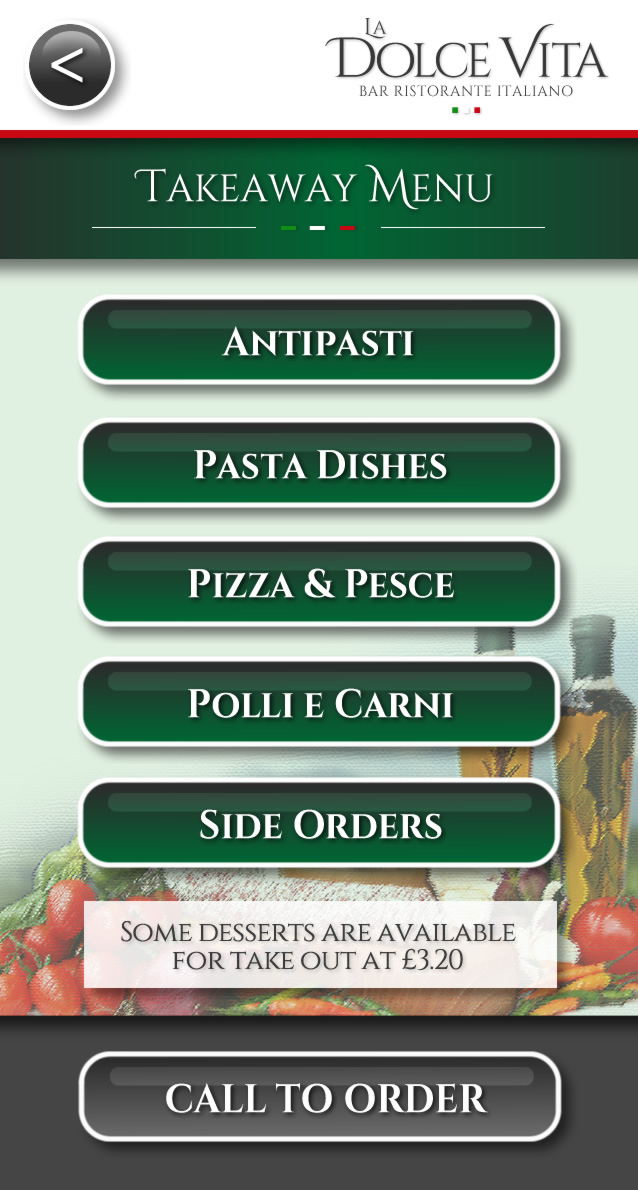 <
La
Dolce Vita
Bar Ristorante Italiano
Takeaway Menu
Antipasti
Pasta Dishes
Pizza & Pesce
Polli e Carni
Side Orders
Some desserts are available
for take out at £3.20
CALL TO ORDER